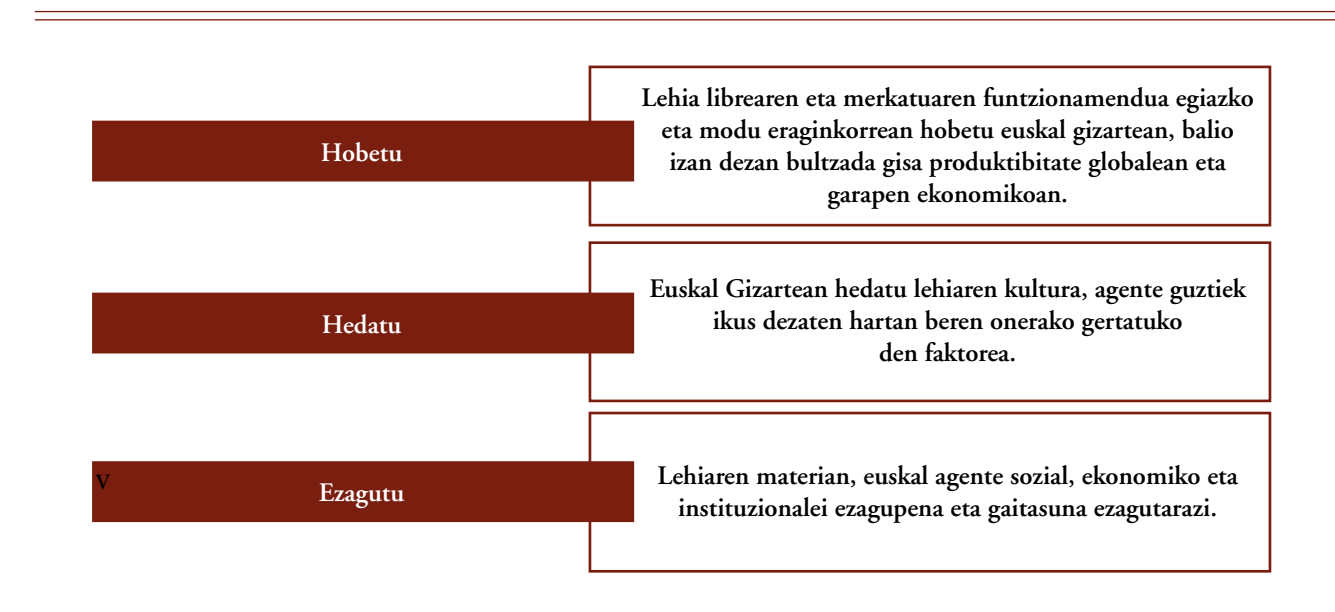 Hobetu
Lehia librearen eta merkatuaren funtzionamendua egiazko
eta modu eraginkorrean hobetu euskal gizartean, balio
izan dezan bultzada gisa produktibitate globalean eta
garapen ekonomikoan.
Hedatu
Euskal Gizartean hedatu lehiaren kultura, agente guztiek
ikus dezaten hartan beren onerako gertatuko
den faktorea.
V
Ezagutu
Lehiaren materian, euskal agente sozial, ekonomiko eta
instituzionalei ezagupena eta gaitasuna ezagutarazi.